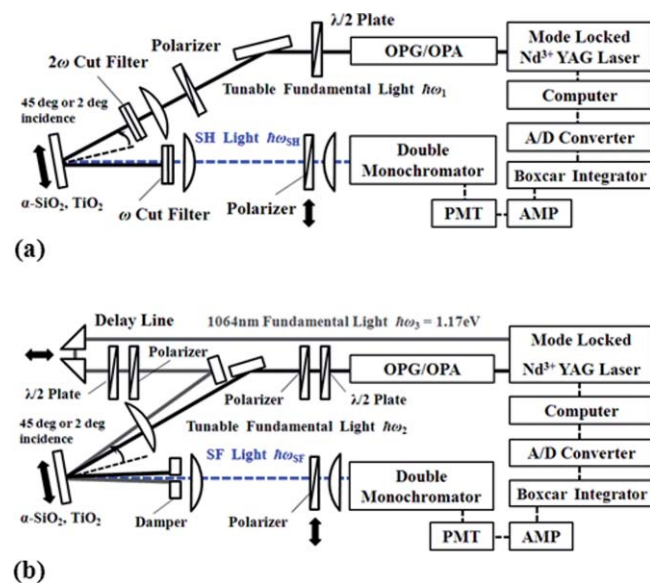 Polarizer
λ/2 Plate
2ω Cut Filter
OPG/OPA
Mode Locked
Nd³⁺ YAG Laser
Tunable Fundamental Light ħω₁
45 deg or 2 deg
incidence
Computer
SH Light ħωSH
Double
Monochromator
A/D Converter
Boxcar Integrator
α-SiO₂, TiO₂
ω Cut Filter
Polarizer
PMT
AMP
(a)
Delay Line
1064nm Fundamental Light ħω₃ = 1.17eV
Polarizer
Mode Locked
Nd³⁺ YAG Laser
OPG/OPA
λ/2 Plate
Polarizer
λ/2 Plate
45 deg or 2 deg
incidence
Tunable Fundamental Light ħω₂
Computer
SF Light ħωSF
A/D Converter
Double
Monochromator
Boxcar Integrator
α-SiO₂, TiO₂
Damper
Polarizer
PMT
AMP
(b)